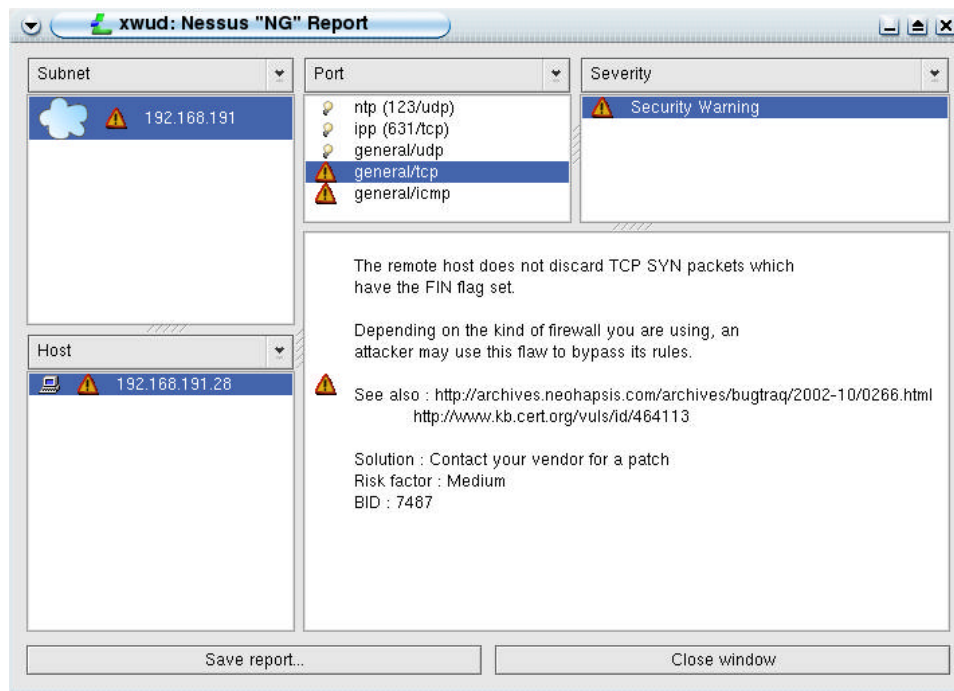 xwud: Nessus "NG" Report
Subnet
192.168.191
Port
ntp (123/udp)
ipp (631/tcp)
general/udp
general/tcp
general/icmp
Severity
Security Warning
Host
192.168.191.28
The remote host does not discard TCP SYN packets which
have the FIN flag set.
Depending on the kind of firewall you are using, an
attacker may use this flaw to bypass its rules.
See also : http://archives.neohapsis.com/archives/bugtraq/2002-10/0266.html
http://www.kb.cert.org/vuls/id/464113
Solution : Contact your vendor for a patch
Risk factor : Medium
BID : 7487
Save report...
Close window